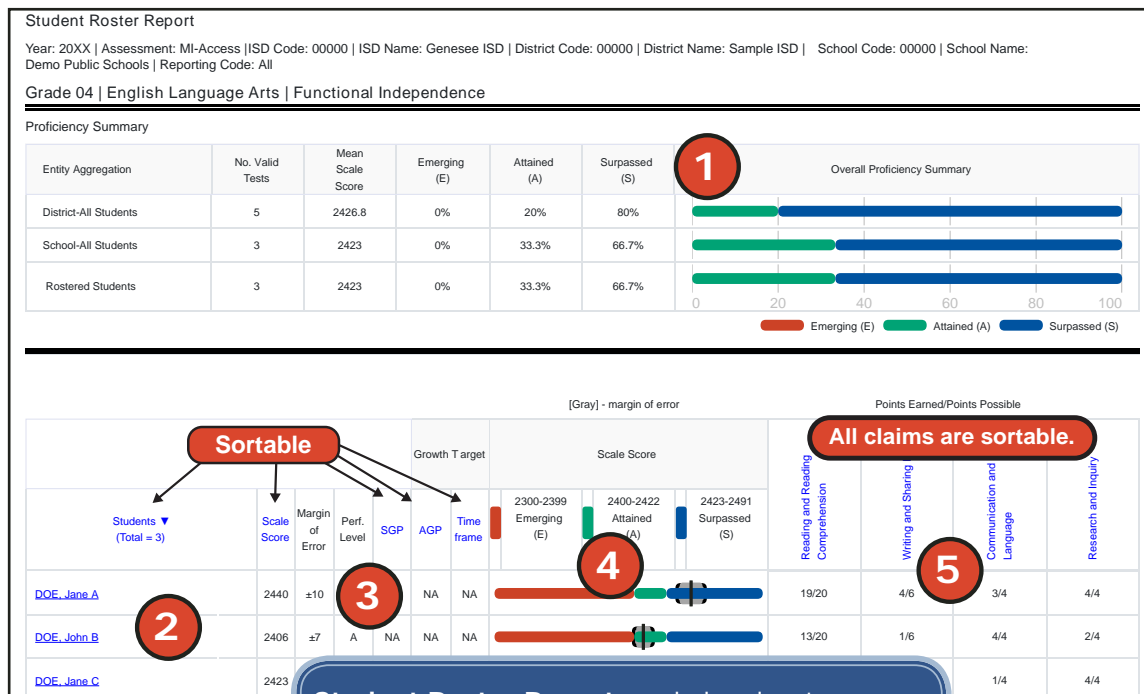 Student Roster Report
Year: 20XX | Assessment: MI-Access |ISD Code: 00000 | ISD Name: Genesee ISD | District Code: 00000 | District Name: Sample ISD | School Code: 00000 | School Name:
Demo Public Schools | Reporting Code: All
Grade 04 | English Language Arts | Functional Independence
Proficiency Summary
Entity Aggregation
No. Valid
Tests
Mean
Scale
Score
Emerging
(E)
Attained
(A)
Surpassed
(S)
1
Overall Proficiency Summary
District-All Students 5 2426.8 0% 20% 80%
School-All Students 3 2423 0% 33.3% 66.7%
Rostered Students 3 2423 0% 33.3% 66.7%
0 20 40 60 80 100
Emerging (E) Attained (A) Surpassed (S)
[Gray] - margin of error
Points Earned/Points Possible
Sortable
Growth T arget
Scale Score
All claims are sortable.
Students ▼
(Total = 3)
Scale
Score
Margin
of
Error
Perf.
Level
SGP
AGP
Time
frame
2300-2399
Emerging
(E)
2400-2422
Attained
(A)
2423-2491
Surpassed
(S)
Reading and Reading
Comprehension
Writing and Sharing
Communication and
Language
Research and Inquiry
4
5
DOE, Jane A 2440 ±10 NA NA 19/20 4/6 3/4 4/4
3
2
DOE, John B 2406 ±7 A NA NA NA 13/20 1/6 4/4 2/4
DOE, Jane C 2423 1/4 4/4